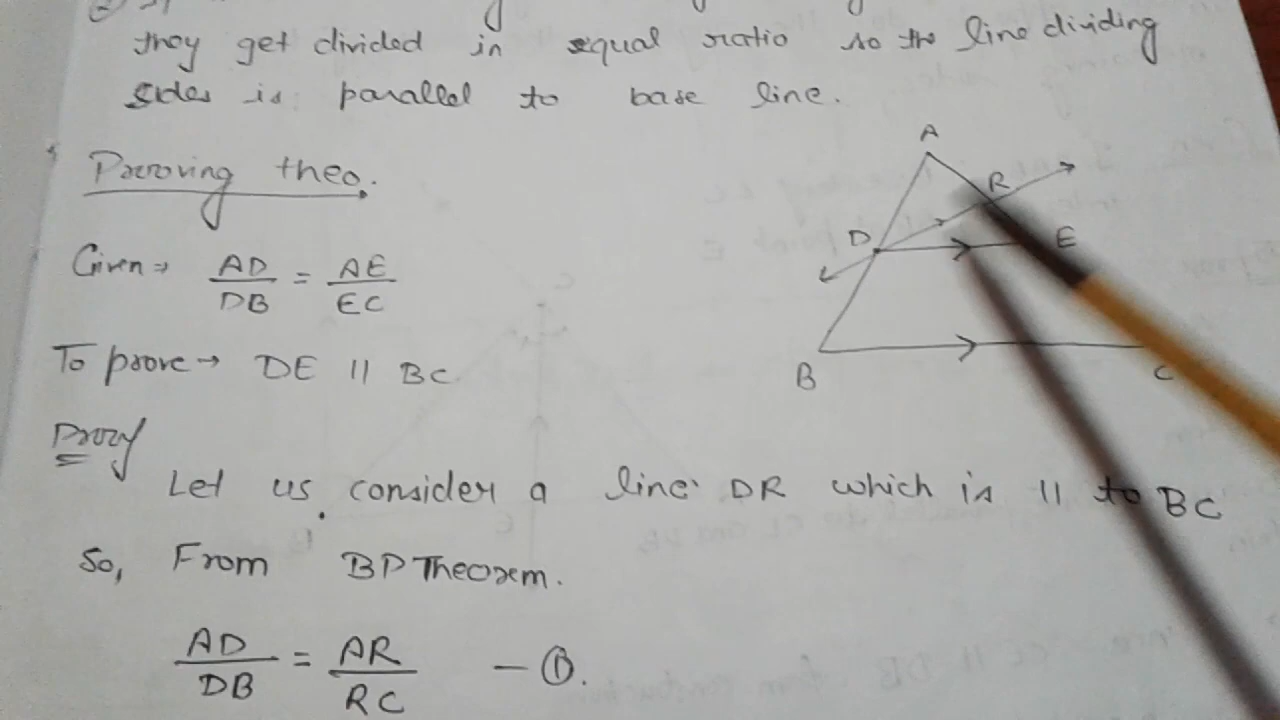 they get divided in equal ratio so the line dividing
sides is parallel to base line.
Proving theo.
A
R
D
E
B
C
Given → AD/DB = AE/EC
To prove → DE || BC
Proof
Let us consider a line DR which is || to BC
So, From BPTheorem.
AD/DB = AR/RC — ①.